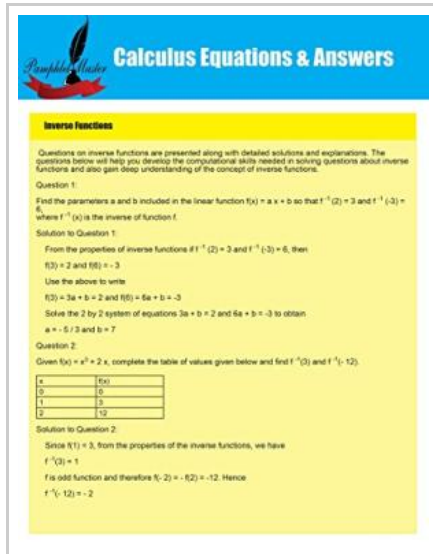 Pamphlet Master
Calculus Equations & Answers
Inverse Functions
Questions on inverse functions are presented along with detailed solutions and explanations. The
questions below will help you develop the computational skills needed in solving questions about inverse
functions and also gain deep understanding of the concept of inverse functions.
Question 1:
Find the parameters a and b included in the linear function f(x) = a x + b so that f⁻¹ (2) = 3 and f⁻¹ (-3) =
6,
where f⁻¹ (x) is the inverse of function f.
Solution to Question 1:
From the properties of inverse functions if f⁻¹ (2) = 3 and f⁻¹ (-3) = 6, then
f(3) = 2 and f(6) = - 3
Use the above to write
f(3) = 3a + b = 2 and f(6) = 6a + b = -3
Solve the 2 by 2 system of equations 3a + b = 2 and 6a + b = -3 to obtain
a = - 5 / 3 and b = 7
Question 2:
Given f(x) = x³ + 2 x, complete the table of values given below and find f⁻¹(3) and f⁻¹(- 12).
x f(x)
0 0
1 3
2 12
Solution to Question 2:
Since f(1) = 3, from the properties of the inverse functions, we have
f⁻¹(3) = 1
f is odd function and therefore f(- 2) = - f(2) = -12. Hence
f⁻¹(- 12) = - 2